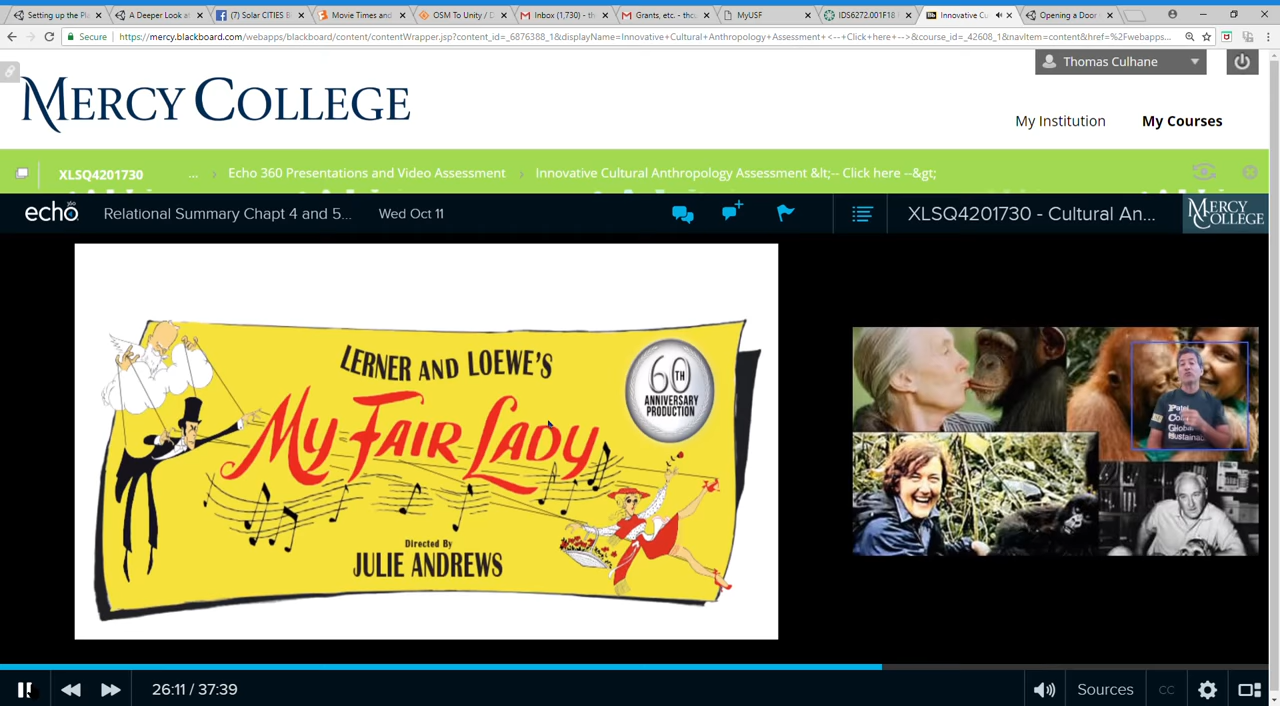 Setting up the Pla
A Deeper Look at
(7) Solar CITIES B
Movie Times and
OSM To Unity / D
Inbox (1,730) - th
Grants, etc. - thcy
MyUSF
IDS6272.001F18
Innovative Cu
Opening a Door
Secure
https://mercy.blackboard.com/webapps/blackboard/content/contentWrapper.jsp?content_id=_6876388_1&displayName=Innovative+Cultural+Anthropology+Assessment+<--+Click+here+-->&course_id=_42608_1&navItem=content&href=%2Fwebapps...
Thomas Culhane
MERCY COLLEGE
My Institution
My Courses
XLSQ4201730
...
Echo 360 Presentations and Video Assessment
Innovative Cultural Anthropology Assessment &lt;-- Click here --&gt;
echo
Relational Summary Chapt 4 and 5...
Wed Oct 11
XLSQ4201730 - Cultural An...
MERCY
COLLEGE
LERNER AND LOEWE'S
MY FAIR LADY
60TH
ANNIVERSARY
PRODUCTION
DIRECTED BY
JULIE ANDREWS
Patel
26:11 / 37:39
Sources
CC